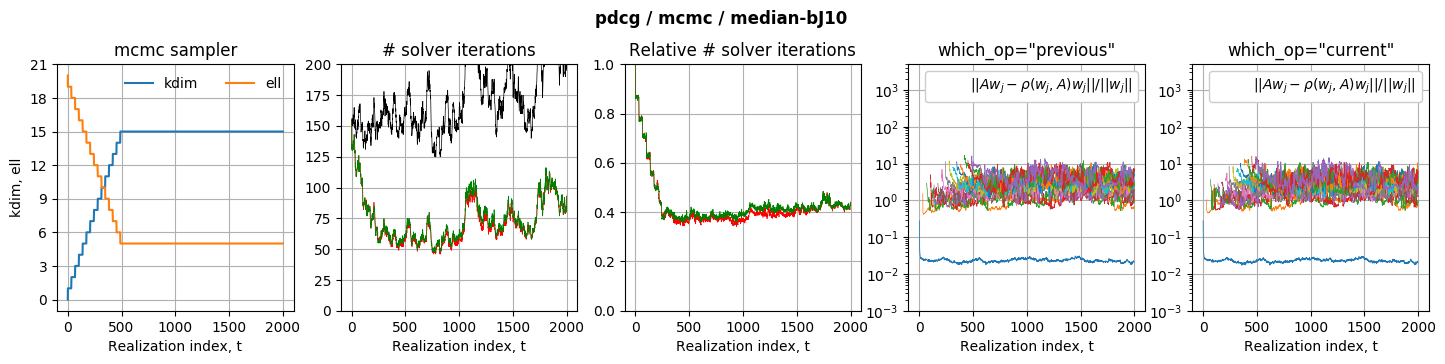 pdcg / mcmc / median-bJ10
mcmc sampler
kdim, ell
21
18
15
12
9
6
3
0
kdim
ell
0 500 1000 1500 2000
Realization index, t
# solver iterations
200
175
150
125
100
75
50
25
0
0 500 1000 1500 2000
Realization index, t
Relative # solver iterations
1.0
0.8
0.6
0.4
0.2
0.0
0 500 1000 1500 2000
Realization index, t
which_op="previous"
10³
10²
10¹
10⁰
10⁻¹
10⁻²
10⁻³
||Aw_j − ρ(w_j, A)w_j||/||w_j||
0 500 1000 1500 2000
Realization index, t
which_op="current"
10³
10²
10¹
10⁰
10⁻¹
10⁻²
10⁻³
||Aw_j − ρ(w_j, A)w_j||/||w_j||
0 500 1000 1500 2000
Realization index, t